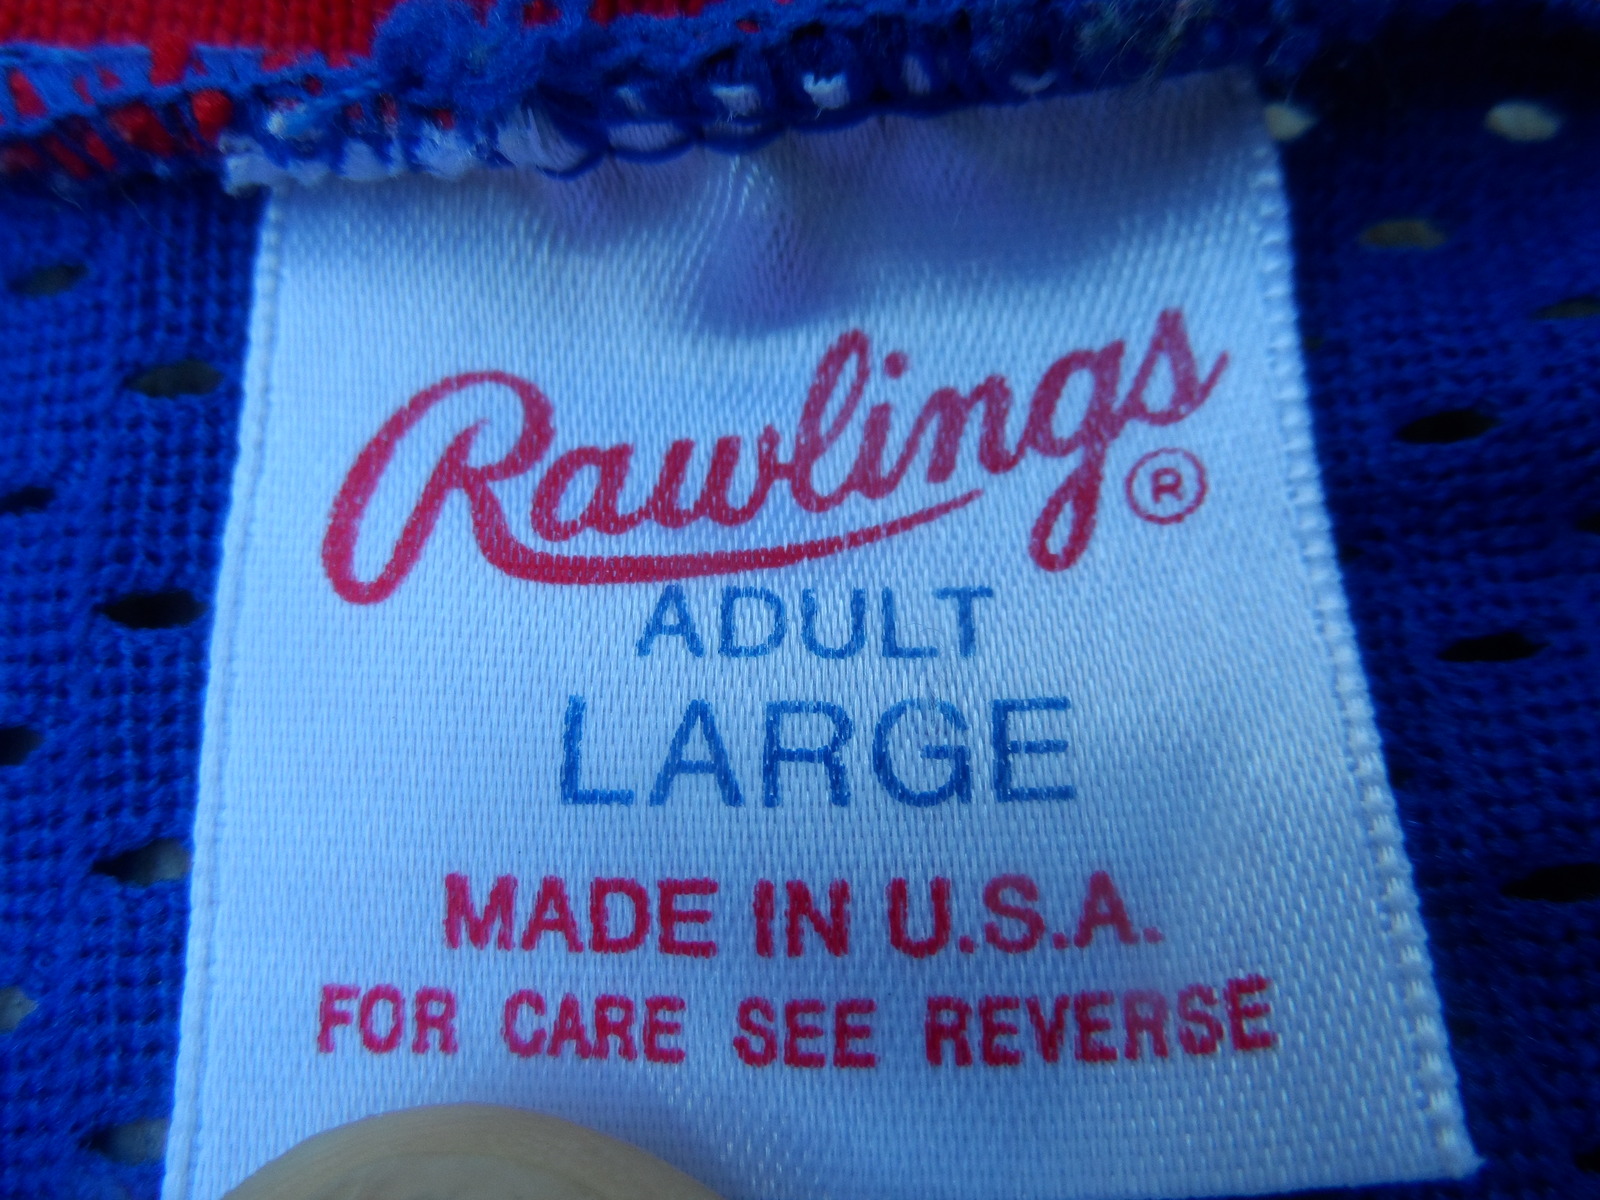 Rawlings®
ADULT
LARGE
MADE IN U.S.A.
FOR CARE SEE REVERSE